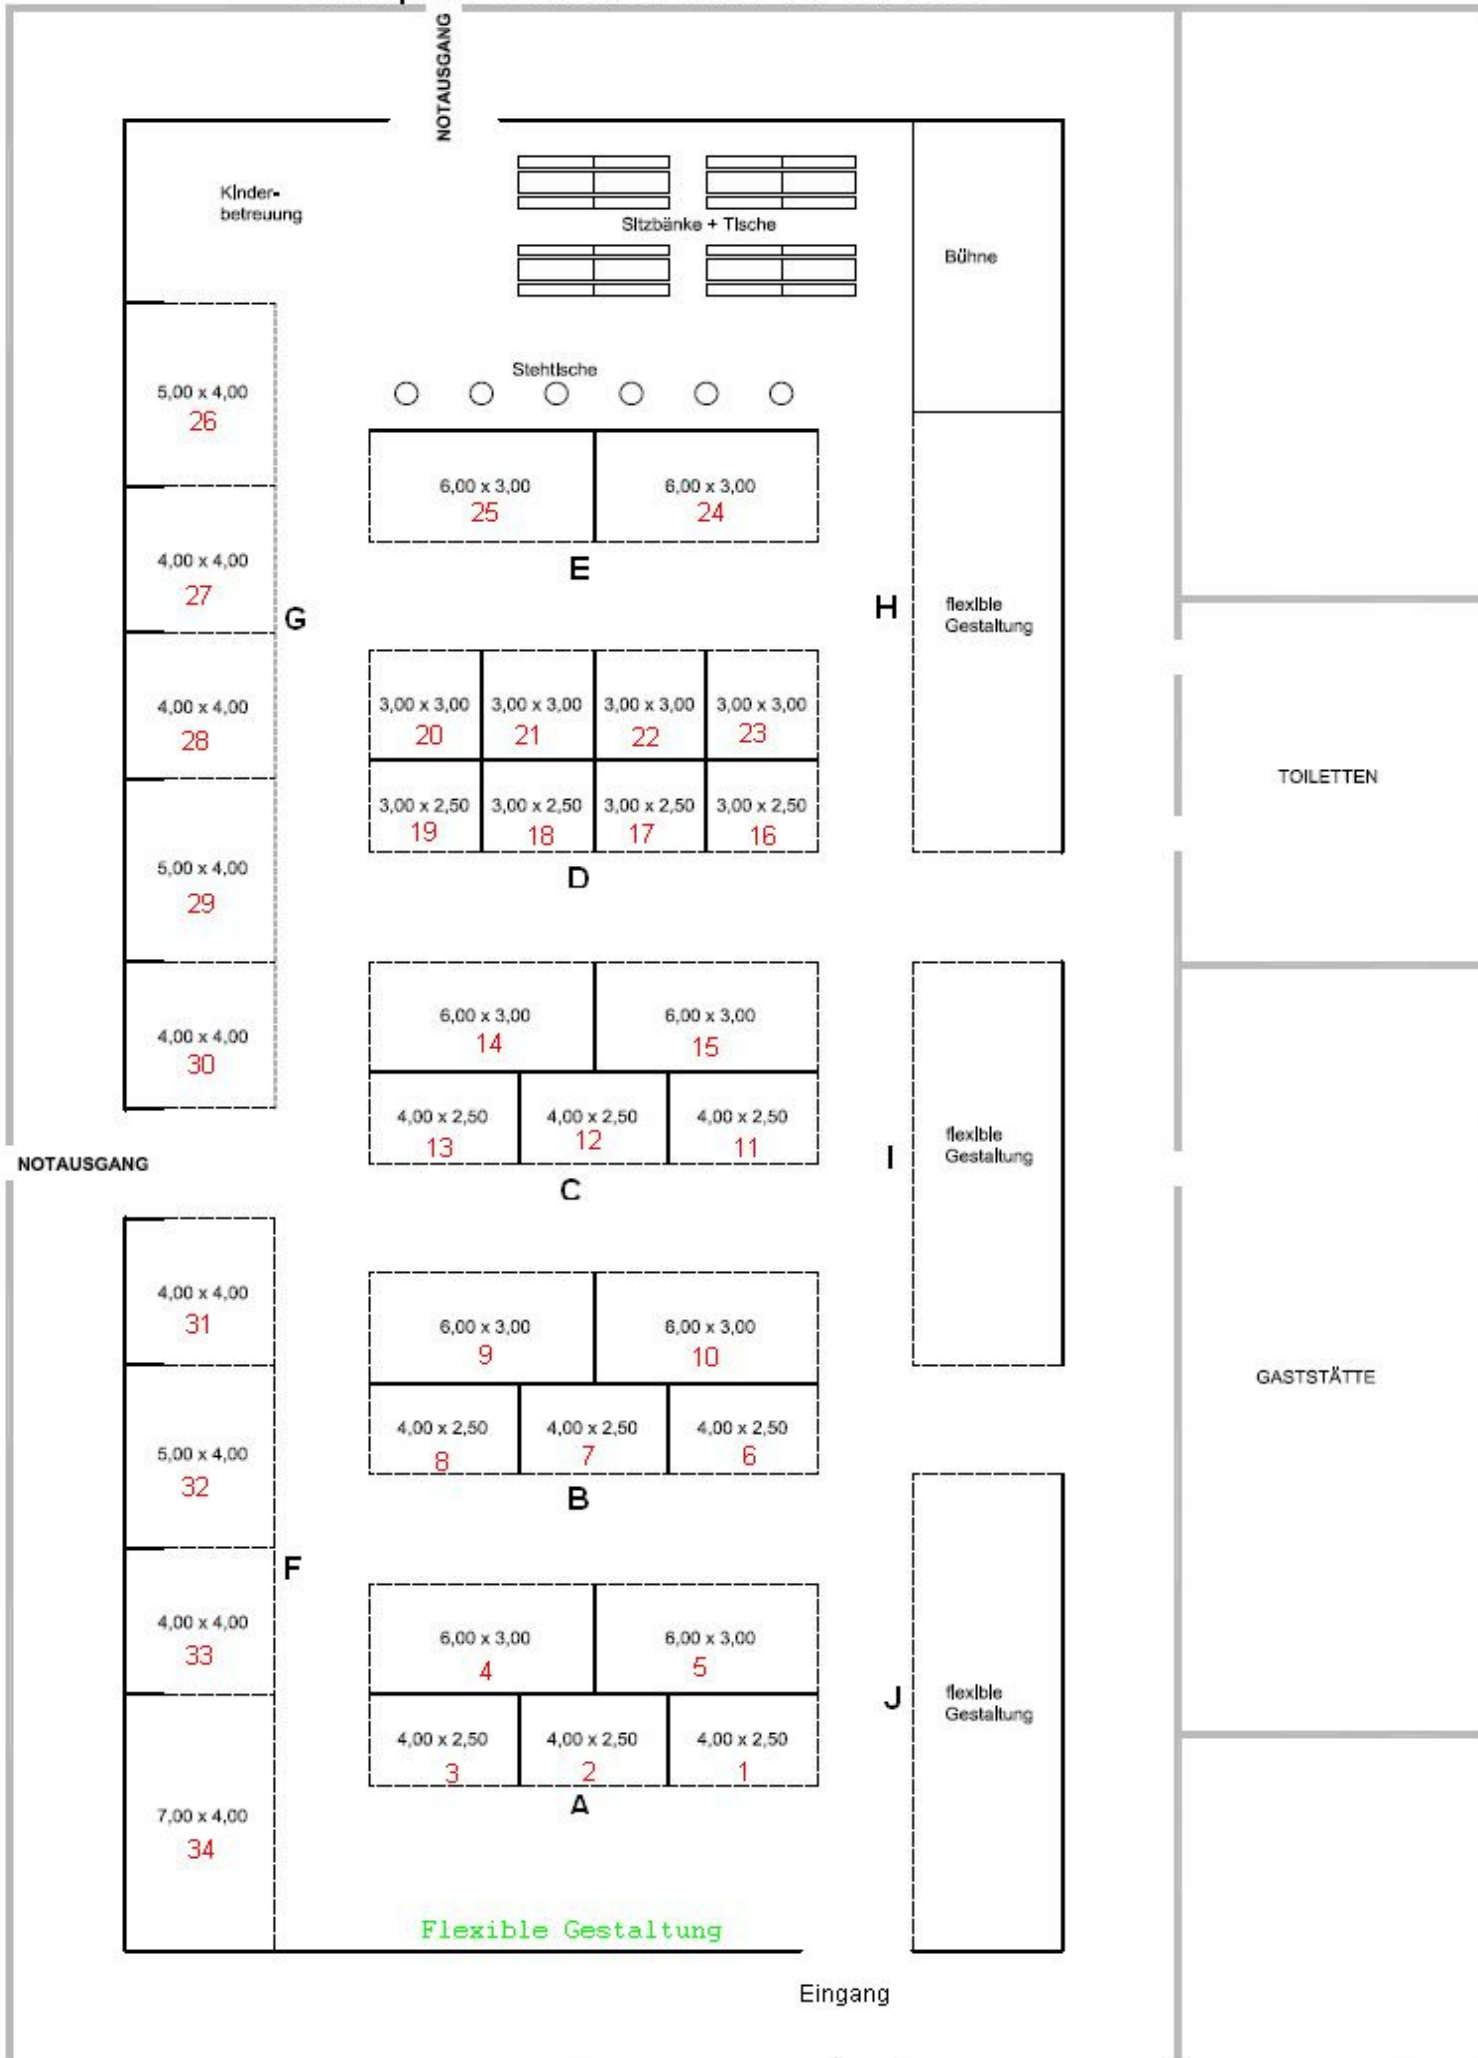 NOTAUSGANG
Kinder-
betreuung
Sitzbänke + Tische
Bühne
Stehtische
5,00 x 4,00
26
6,00 x 3,00
25
6,00 x 3,00
24
E
4,00 x 4,00
27
G
H
flexible
Gestaltung
4,00 x 4,00
28
3,00 x 3,00
20
3,00 x 3,00
21
3,00 x 3,00
22
3,00 x 3,00
23
3,00 x 2,50
19
3,00 x 2,50
18
3,00 x 2,50
17
3,00 x 2,50
16
D
TOILETTEN
5,00 x 4,00
29
4,00 x 4,00
30
6,00 x 3,00
14
6,00 x 3,00
15
4,00 x 2,50
13
4,00 x 2,50
12
4,00 x 2,50
11
C
I
flexible
Gestaltung
NOTAUSGANG
4,00 x 4,00
31
6,00 x 3,00
9
6,00 x 3,00
10
4,00 x 2,50
8
4,00 x 2,50
7
4,00 x 2,50
6
B
GASTSTÄTTE
5,00 x 4,00
32
F
4,00 x 4,00
33
6,00 x 3,00
4
6,00 x 3,00
5
4,00 x 2,50
3
4,00 x 2,50
2
4,00 x 2,50
1
A
J
flexible
Gestaltung
7,00 x 4,00
34
Flexible Gestaltung
Eingang